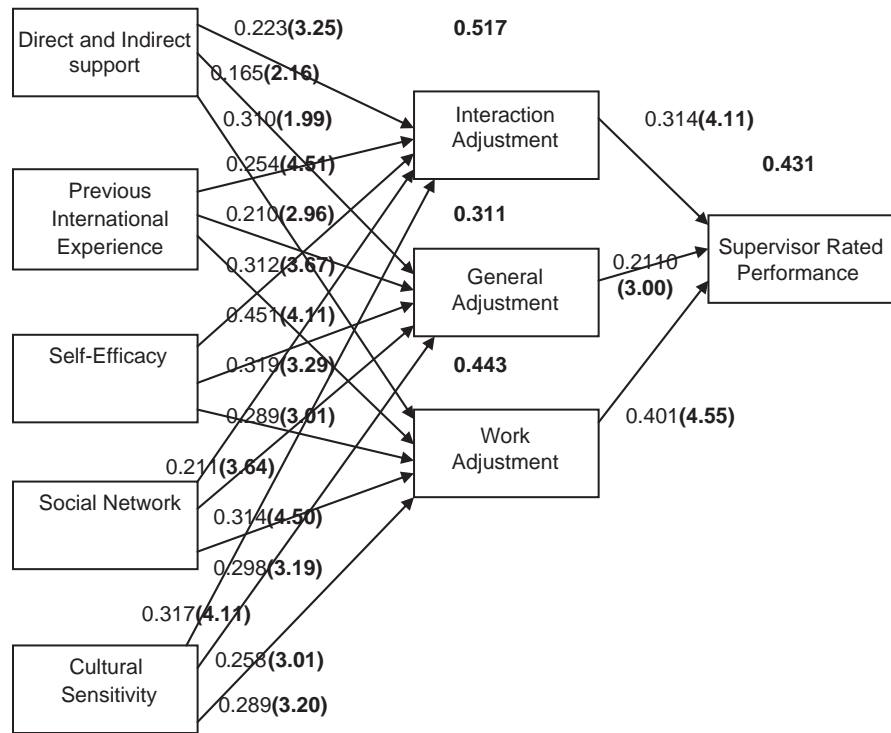 Direct and Indirect
support
0.223(3.25)
0.517
0.165(2.16)
0.310(1.99)
Interaction
Adjustment
0.314(4.11)
0.254(4.51)
0.431
Previous
International
Experience
0.210(2.96)
0.311
0.312(3.67)
General
Adjustment
0.2110
(3.00)
Supervisor Rated
Performance
0.451(4.11)
Self-Efficacy
0.319(3.29)
0.443
0.289(3.01)
0.401(4.55)
Work
Adjustment
0.211(3.64)
Social Network
0.314(4.50)
0.298(3.19)
0.317(4.11)
Cultural
Sensitivity
0.258(3.01)
0.289(3.20)